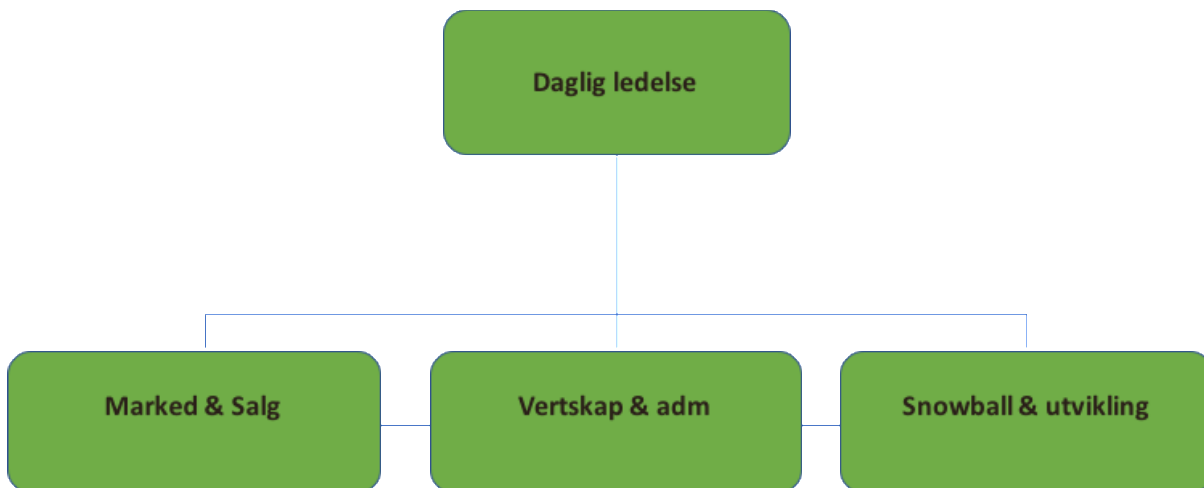 Daglig ledelse
Marked & Salg
Vertskap & adm
Snowball & utvikling